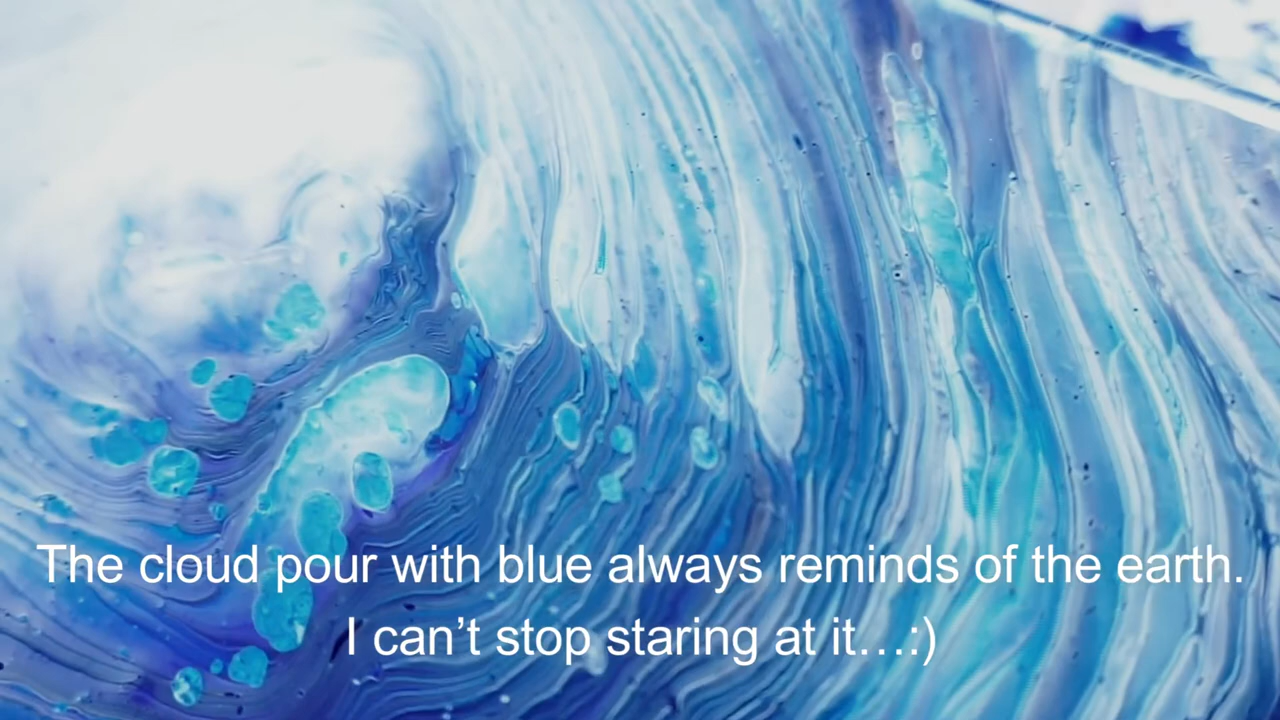 The cloud pour with blue always reminds of the earth.
I can’t stop staring at it…:)